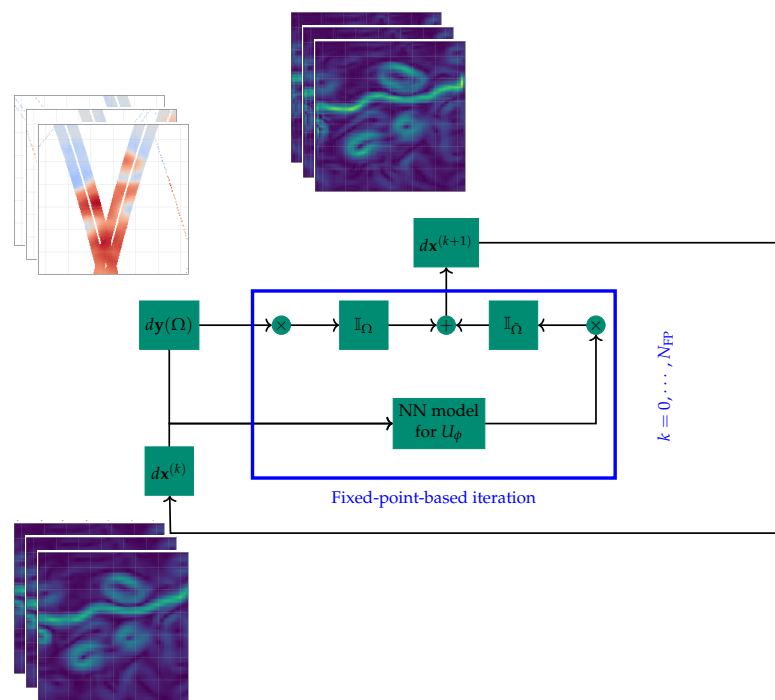 d𝐱⁽ᵏ⁺¹⁾
d𝐲(Ω)
×
𝕀_Ω
+
𝕀_Ω̄
×
k = 0, ⋯ , N_FP
NN model
for U_ϕ
d𝐱⁽ᵏ⁾
Fixed-point-based iteration